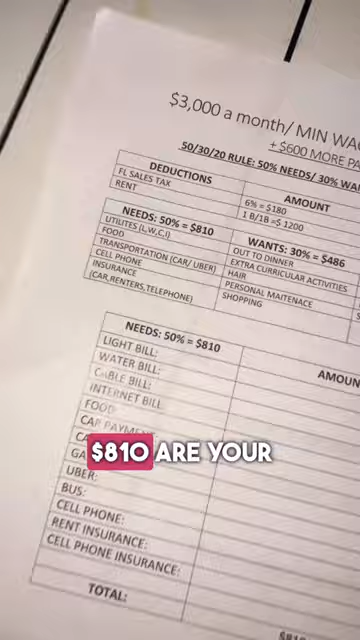 $3,000 a month/ MIN WA
+ $600 MORE PA
50/30/20 RULE: 50% NEEDS/ 30% WA
DEDUCTIONS AMOUNT
FL SALES TAX 6% = $180
RENT 1 B/1B =$ 1200
NEEDS: 50% = $810 WANTS: 30% = $486
UTILITES (L,W,C,I) OUT TO DINNER
FOOD EXTRA CURRICULAR ACTIVITIES
TRANSPORTATION (CAR/ UBER) HAIR
CELL PHONE PERSONAL MAITENACE
INSURANCE SHOPPING
(CAR,RENTERS,TELEPHONE)
NEEDS: 50% = $810 AMOUN
LIGHT BILL:
WATER BILL:
CABLE BILL:
INTERNET BILL
FOOD
CAR PAYMENT
$810 ARE YOUR
UBER:
BUS:
CELL PHONE:
RENT INSURANCE:
CELL PHONE INSURANCE:
TOTAL:
$810